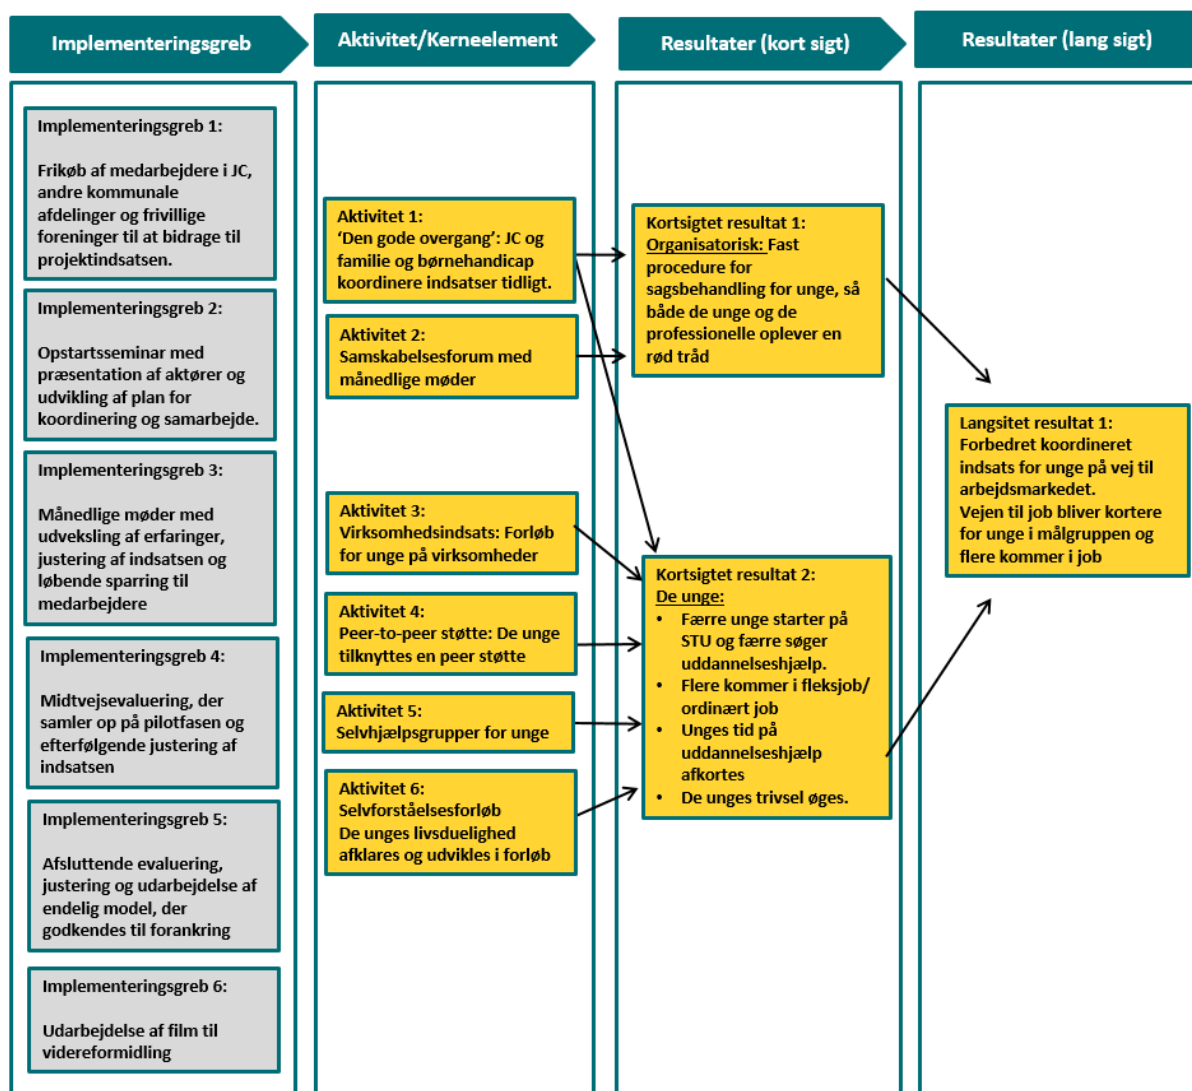 Implementeringsgreb
Aktivitet/Kerneelement
Resultater (kort sigt)
Resultater (lang sigt)
Implementeringsgreb 1:
Frikøb af medarbejdere i JC,
andre kommunale
afdelinger og frivillige
foreninger til at bidrage til
projektindsatsen.
Implementeringsgreb 2:
Opstartsseminar med
præsentation af aktører og
udvikling af plan for
koordinering og samarbejde.
Implementeringsgreb 3:
Månedlige møder med
udveksling af erfaringer,
justering af indsatsen og
løbende sparring til
medarbejdere
Implementeringsgreb 4:
Midtvejsevaluering, der
samler op på pilotfasen og
efterfølgende justering af
indsatsen
Implementeringsgreb 5:
Afsluttende evaluering,
justering og udarbejdelse af
endelig model, der
godkendes til forankring
Implementeringsgreb 6:
Udarbejdelse af film til
videreformidling
Aktivitet 1:
‘Den gode overgang’: JC og
familie og børnehandicap
koordinere indsatser tidligt.
Aktivitet 2:
Samskabelsesforum med
månedlige møder
Aktivitet 3:
Virksomhedsindsats: Forløb
for unge på virksomheder
Aktivitet 4:
Peer-to-peer støtte: De unge
tilknyttes en peer støtte
Aktivitet 5:
Selvhjælpsgrupper for unge
Aktivitet 6:
Selvforståelsesforløb
De unges livsduelighed
afklares og udvikles i forløb
Kortsigtet resultat 1:
Organisatorisk: Fast
procedure for
sagsbehandling for unge, så
både de unge og de
professionelle oplever en
rød tråd
Kortsigtet resultat 2:
De unge:
• Færre unge starter på
STU og færre søger
uddannelseshjælp.
• Flere kommer i fleksjob/
ordinært job
• Unges tid på
uddannelseshjælp
afkortes
• De unges trivsel øges.
Langsitet resultat 1:
Forbedret koordineret
indsats for unge på vej til
arbejdsmarkedet.
Vejen til job bliver kortere
for unge i målgruppen og
flere kommer i job